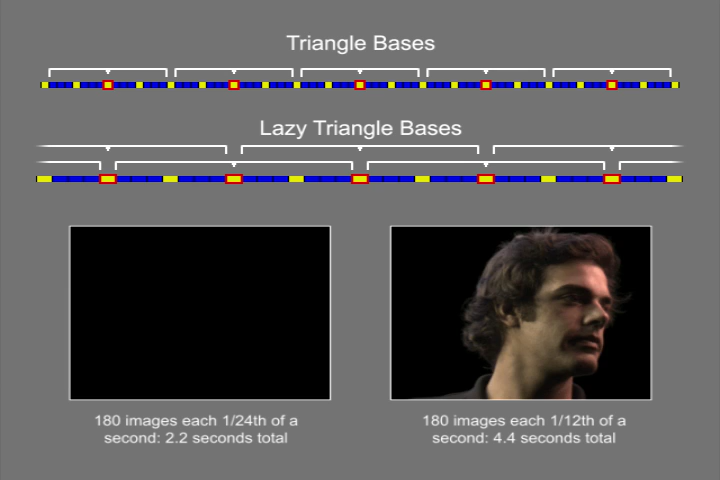 Triangle Bases
Lazy Triangle Bases
180 images each 1/24th of a
second: 2.2 seconds total
180 images each 1/12th of a
second: 4.4 seconds total